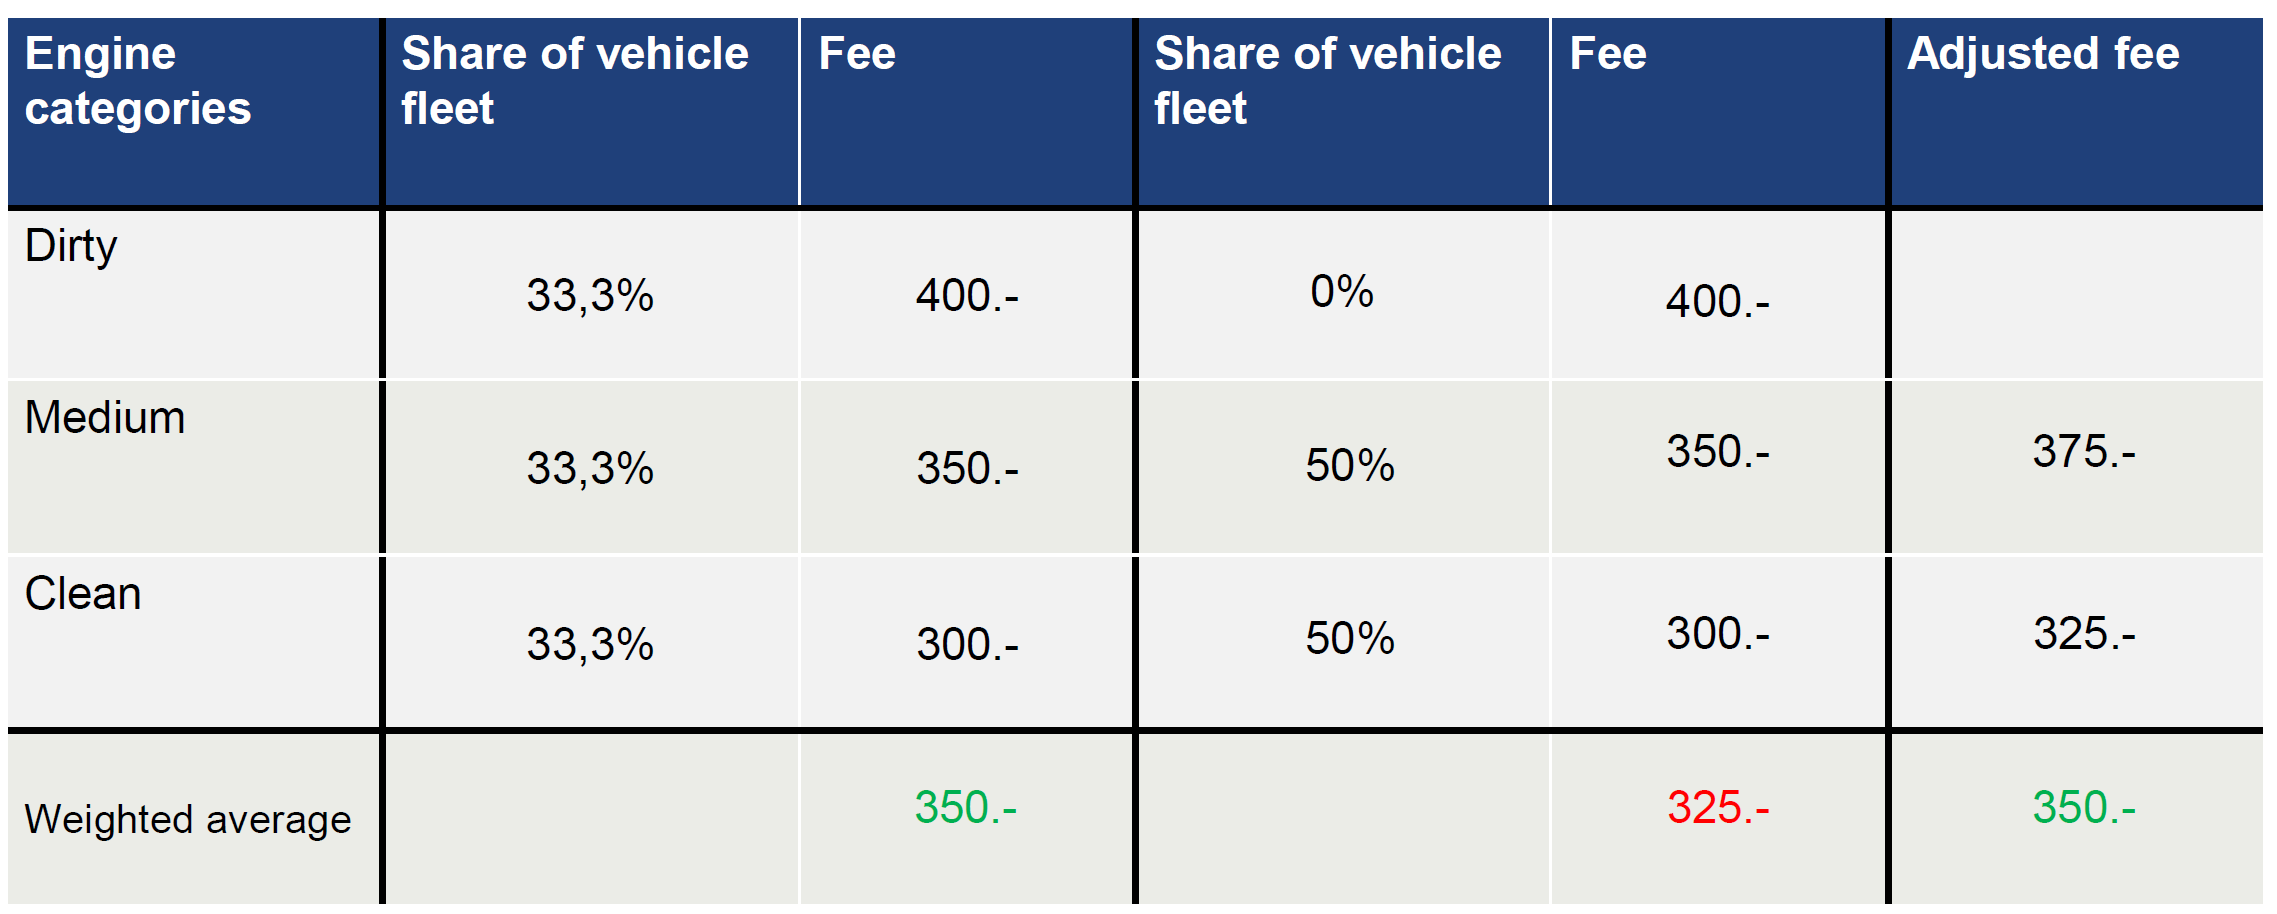 Engine
categories
Share of vehicle
fleet
Fee
Share of vehicle
fleet
Fee
Adjusted fee
Dirty
33,3%
400.-
0%
400.-
Medium
33,3%
350.-
50%
350.-
375.-
Clean
33,3%
300.-
50%
300.-
325.-
Weighted average
350.-
325.-
350.-